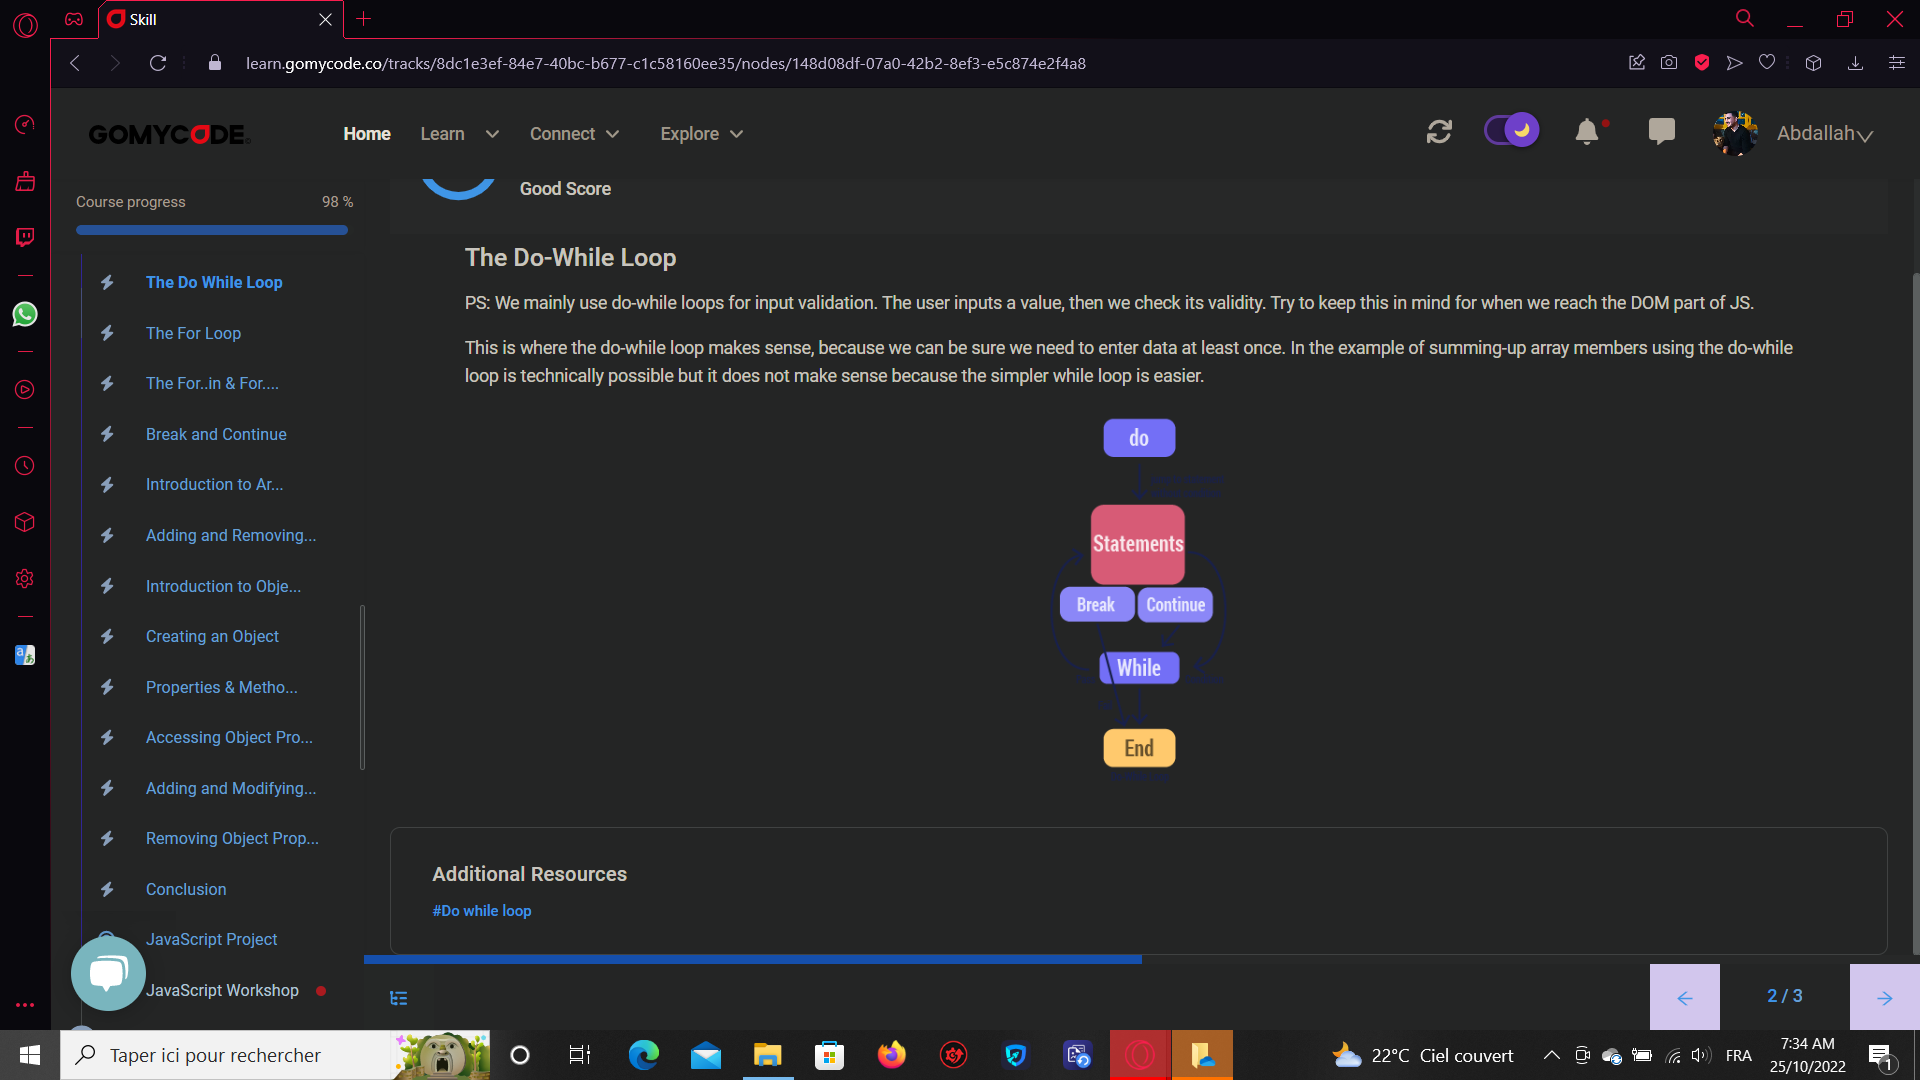 Skill
learn.gomycode.co/tracks/8dc1e3ef-84e7-40bc-b677-c1c58160ee35/nodes/148d08df-07a0-42b2-8ef3-e5c874e2f4a8
GOMYCODE
Home
Learn
Connect
Explore
Abdallah
Course progress
98 %
The Do While Loop
The For Loop
The For..in & For....
Break and Continue
Introduction to Ar...
Adding and Removing...
Introduction to Obje...
Creating an Object
Properties & Metho...
Accessing Object Pro...
Adding and Modifying...
Removing Object Prop...
Conclusion
JavaScript Project
JavaScript Workshop
Good Score
The Do-While Loop
PS: We mainly use do-while loops for input validation. The user inputs a value, then we check its validity. Try to keep this in mind for when we reach the DOM part of JS.
This is where the do-while loop makes sense, because we can be sure we need to enter data at least once. In the example of summing-up array members using the do-while
loop is technically possible but it does not make sense because the simpler while loop is easier.
do
Statements
Break
Continue
While
End
Additional Resources
#Do while loop
2 / 3
Taper ici pour rechercher
22°C Ciel couvert
FRA
7:34 AM
25/10/2022
1